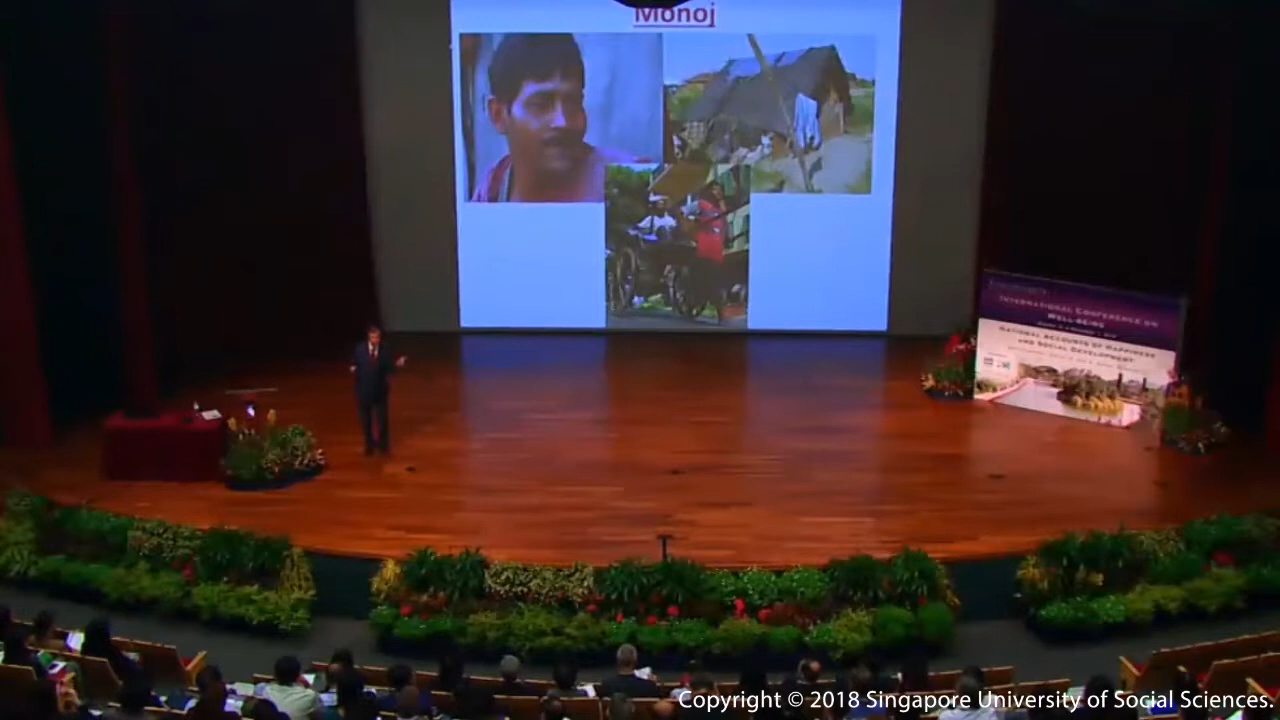 Monoj
INTERNATIONAL CONFERENCE ON
WELL-BEING
NATIONAL ACCOUNTS OF HAPPINESS
AND SOCIAL DEVELOPMENT
Copyright © 2018 Singapore University of Social Sciences.